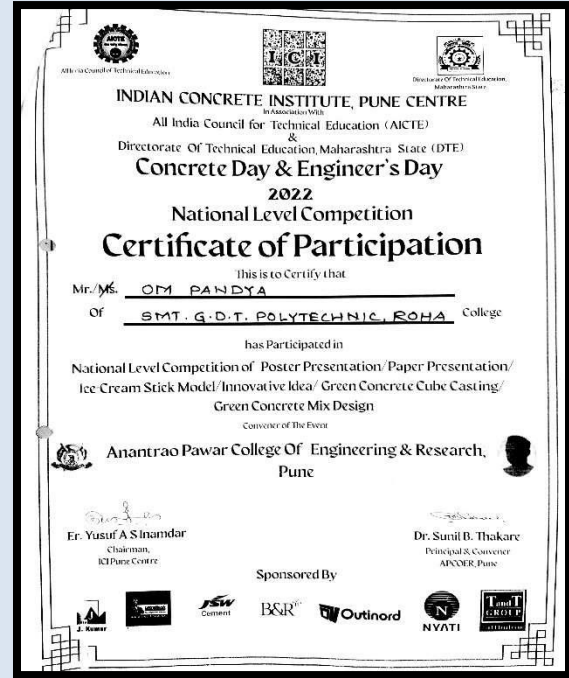 AICTE
All India Council of Technical Education
ICI
Directorate Of Technical Education,
Maharashtra State
INDIAN CONCRETE INSTITUTE, PUNE CENTRE
In Association With
All India Council for Technical Education (AICTE)
&
Directorate Of Technical Education, Maharashtra State (DTE)
Concrete Day & Engineer's Day
2022
National Level Competition
Certificate of Participation
This is to Certify that
Mr./Ms. OM PANDYA
Of SMT. G.D.T. POLYTECHNIC, ROHA College
has Participated in
National Level Competition of Poster Presentation/Paper Presentation/
Ice-Cream Stick Model/Innovative Idea/ Green Concrete Cube Casting/
Green Concrete Mix Design
Convener of The Event
Anantrao Pawar College Of Engineering & Research,
Pune
Er. Yusuf A S Inamdar
Chairman,
ICI Pune Centre
Dr. Sunil B. Thakare
Principal & Convener
APCOER, Pune
Sponsored By
J. Kumar
JSW
Cement
B&R
Outinord
N
NYATI
T and T
GROUP